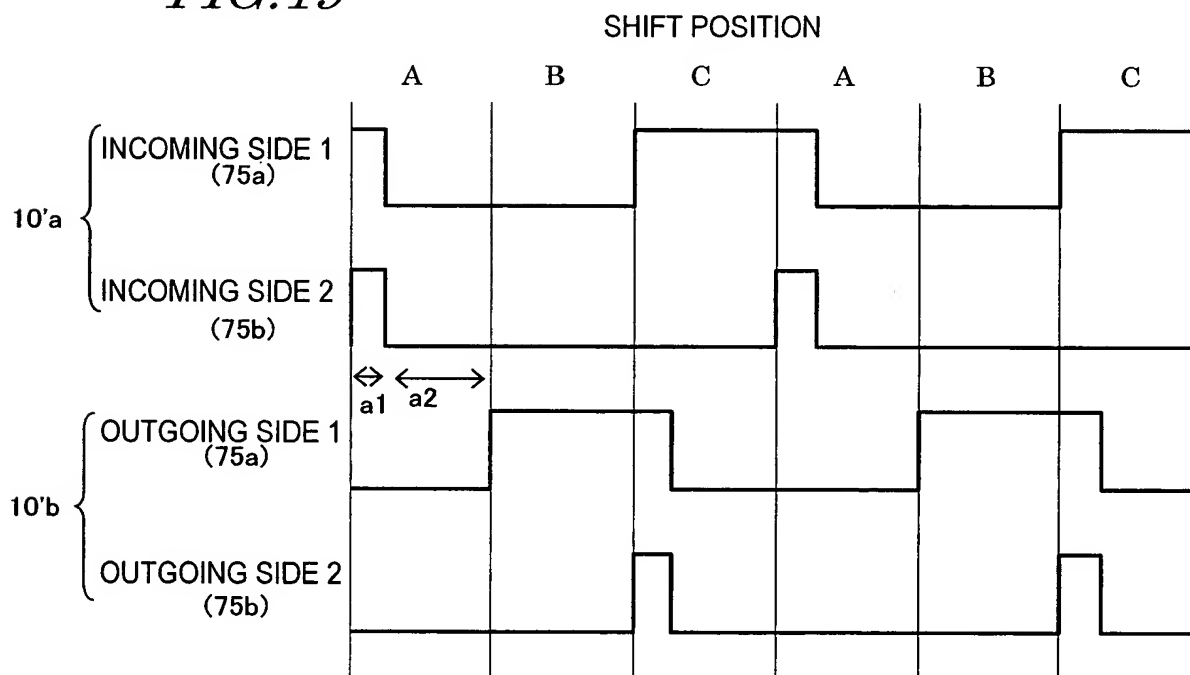 SHIFT POSITION
A B C A B C
INCOMING SIDE 1
(75a)
10'a
INCOMING SIDE 2
(75b)
a1 a2
OUTGOING SIDE 1
(75a)
10'b
OUTGOING SIDE 2
(75b)